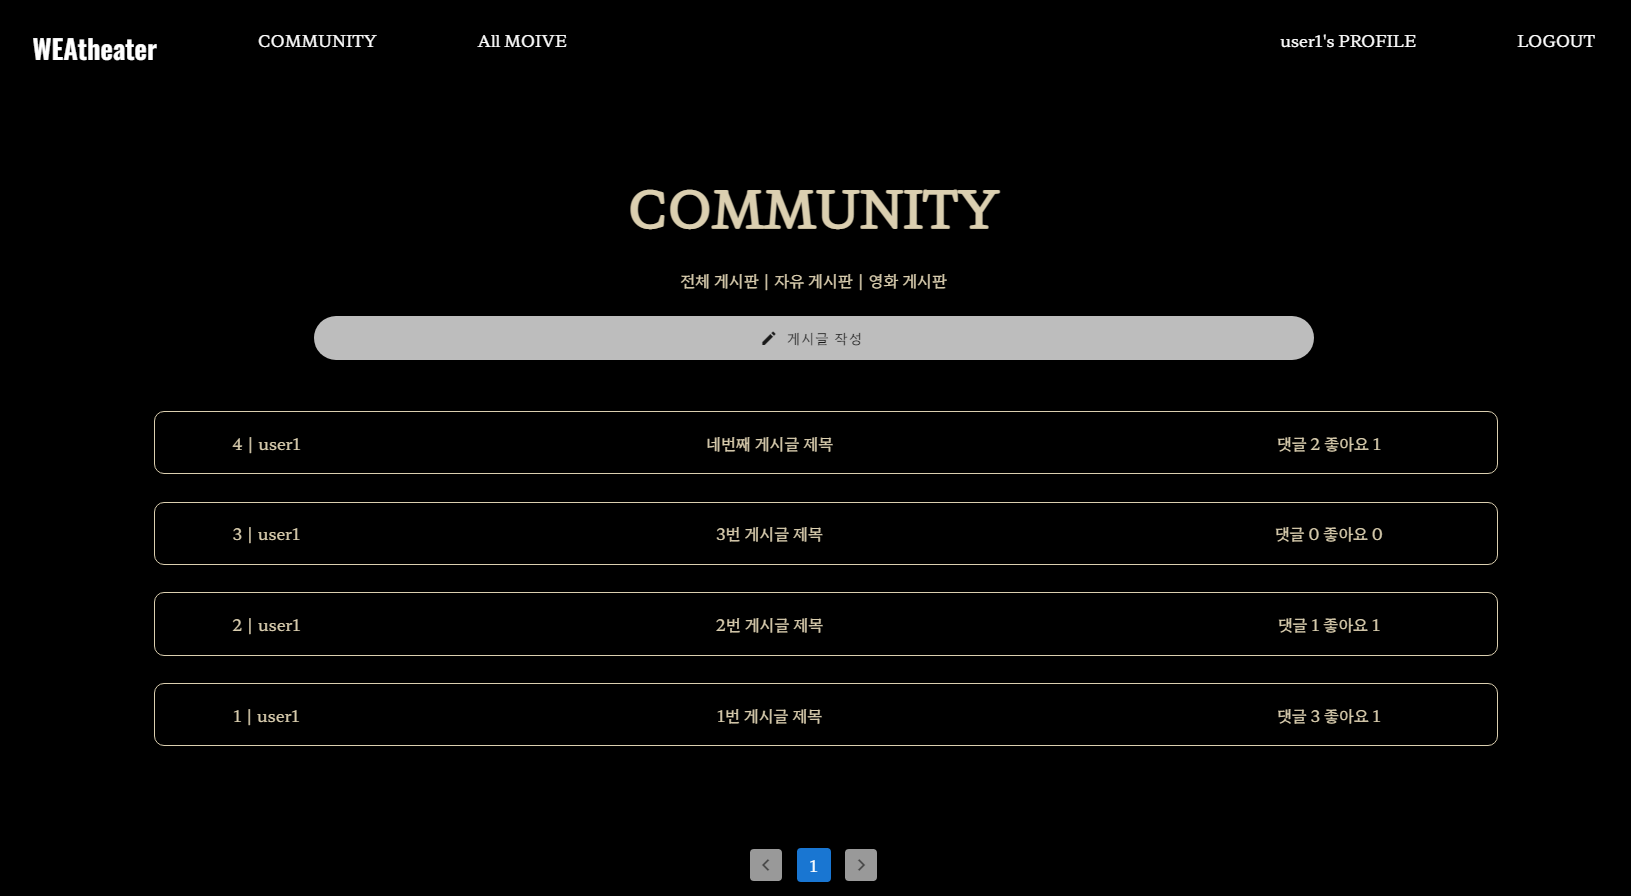 WEAtheater COMMUNITY All MOIVE user1's PROFILE LOGOUT
COMMUNITY
전체 게시판 | 자유 게시판 | 영화 게시판
게시글 작성
4 | user1 네번째 게시글 제목 댓글 2 좋아요 1
3 | user1 3번 게시글 제목 댓글 0 좋아요 0
2 | user1 2번 게시글 제목 댓글 1 좋아요 1
1 | user1 1번 게시글 제목 댓글 3 좋아요 1
1